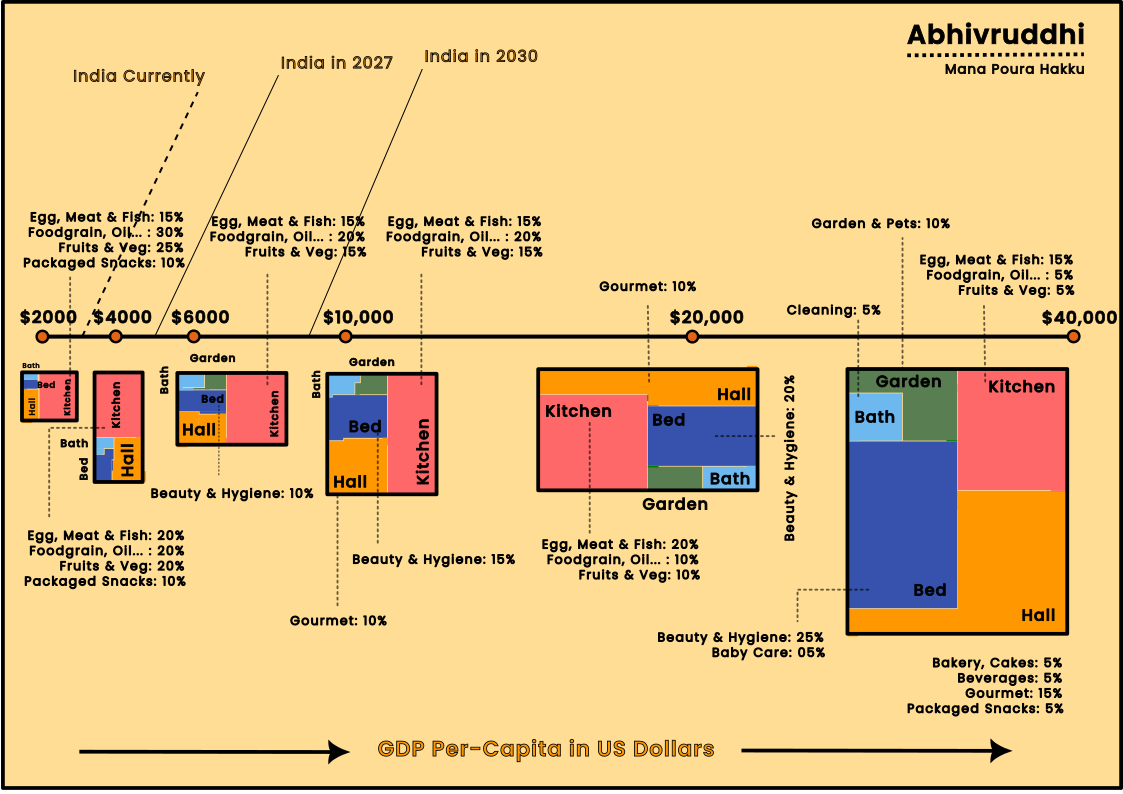 Abhivruddhi
Mana Poura Hakku
India Currently
India in 2027
India in 2030
Egg, Meat & Fish: 15%
Foodgrain, Oil... : 30%
Fruits & Veg: 25%
Packaged Snacks: 10%
Egg, Meat & Fish: 15%
Foodgrain, Oil... : 20%
Fruits & Veg: 15%
Egg, Meat & Fish: 15%
Foodgrain, Oil... : 20%
Fruits & Veg: 15%
Gourmet: 10%
Garden & Pets: 10%
Cleaning: 5%
Egg, Meat & Fish: 15%
Foodgrain, Oil... : 5%
Fruits & Veg: 5%
$2000
$4000
$6000
$10,000
$20,000
$40,000
Bath
Bed
Hall
Kitchen
Kitchen
Bath
Bed
Hall
Garden
Bath
Bed
Hall
Kitchen
Garden
Bath
Bed
Hall
Kitchen
Hall
Kitchen
Bed
Bath
Garden
Beauty & Hygiene: 20%
Garden
Kitchen
Bath
Bed
Hall
Egg, Meat & Fish: 20%
Foodgrain, Oil... : 20%
Fruits & Veg: 20%
Packaged Snacks: 10%
Beauty & Hygiene: 10%
Beauty & Hygiene: 15%
Gourmet: 10%
Egg, Meat & Fish: 20%
Foodgrain, Oil... : 10%
Fruits & Veg: 10%
Beauty & Hygiene: 25%
Baby Care: 05%
Bakery, Cakes: 5%
Beverages: 5%
Gourmet: 15%
Packaged Snacks: 5%
GDP Per-Capita in US Dollars